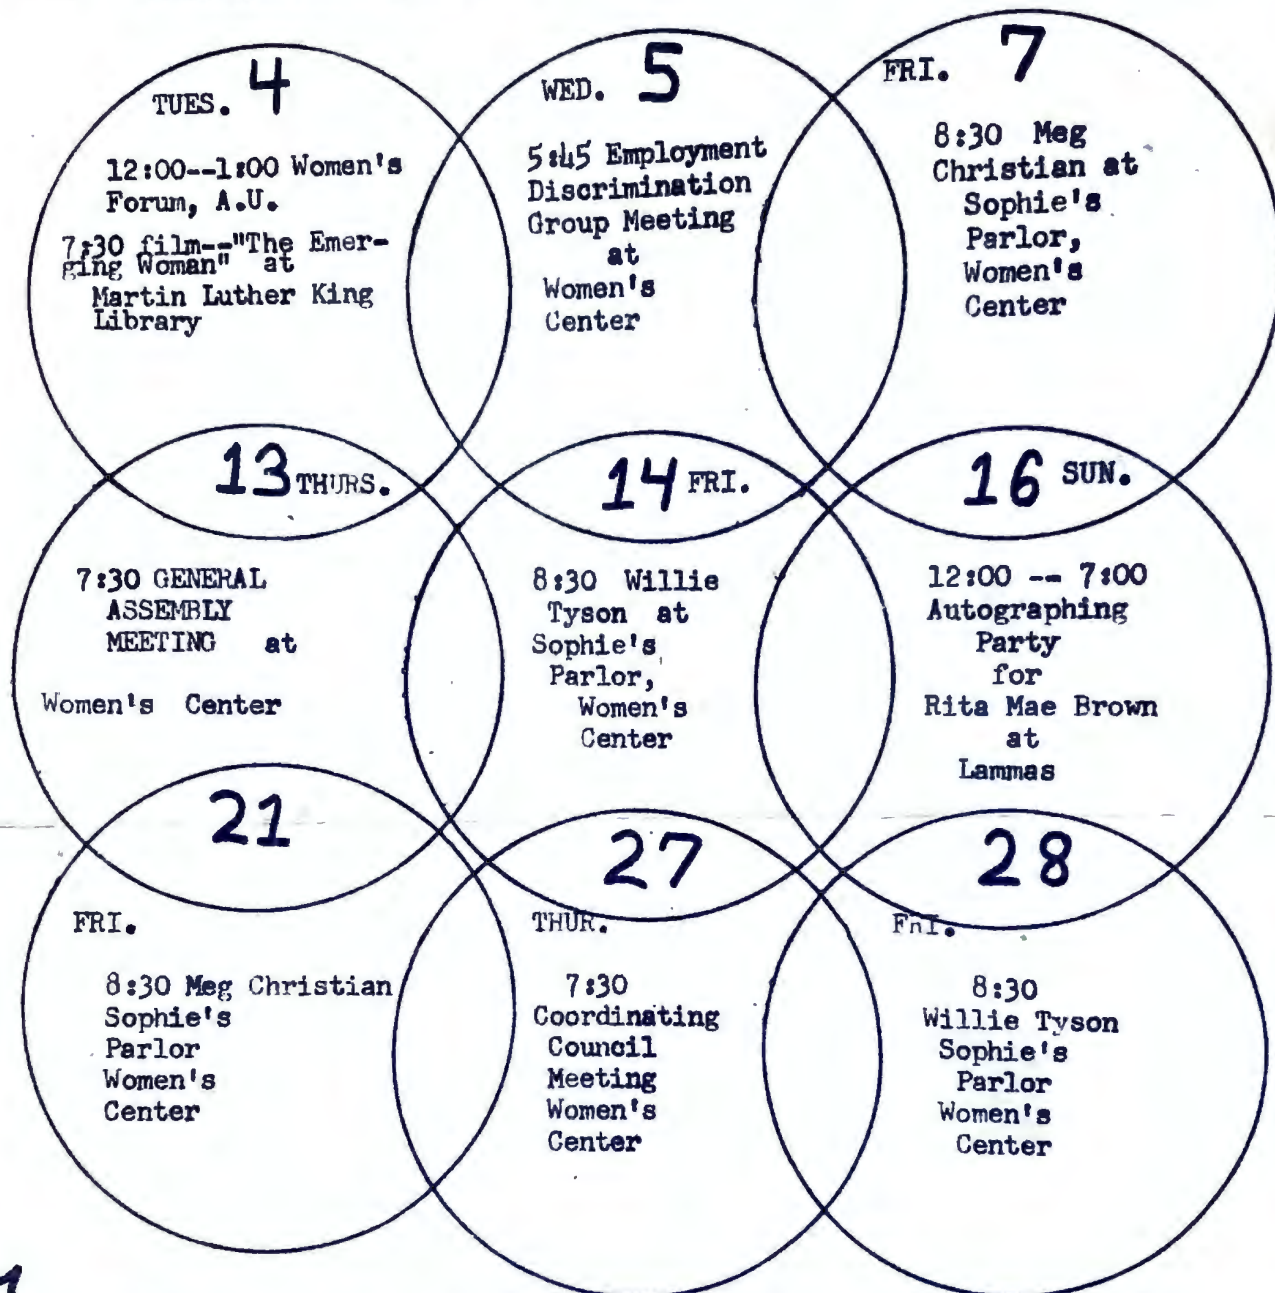 TUES. 4
12:00--1:00 Women's
Forum, A.U.
7:30 film--"The Emer-
ging Woman" at
Martin Luther King
Library
WED. 5
5:45 Employment
Discrimination
Group Meeting
at
Women's
Center
FRI. 7
8:30 Meg
Christian at
Sophie's
Parlor,
Women's
Center
13 THURS.
7:30 GENERAL
ASSEMBLY
MEETING at
Women's Center
14 FRI.
8:30 Willie
Tyson at
Sophie's
Parlor,
Women's
Center
16 SUN.
12:00 -- 7:00
Autographing
Party
for
Rita Mae Brown
at
Lammas
21
FRI.
8:30 Meg Christian
Sophie's
Parlor
Women's
Center
27
THUR.
7:30
Coordinating
Council
Meeting
Women's
Center
28
FRI.
8:30
Willie Tyson
Sophie's
Parlor
Women's
Center